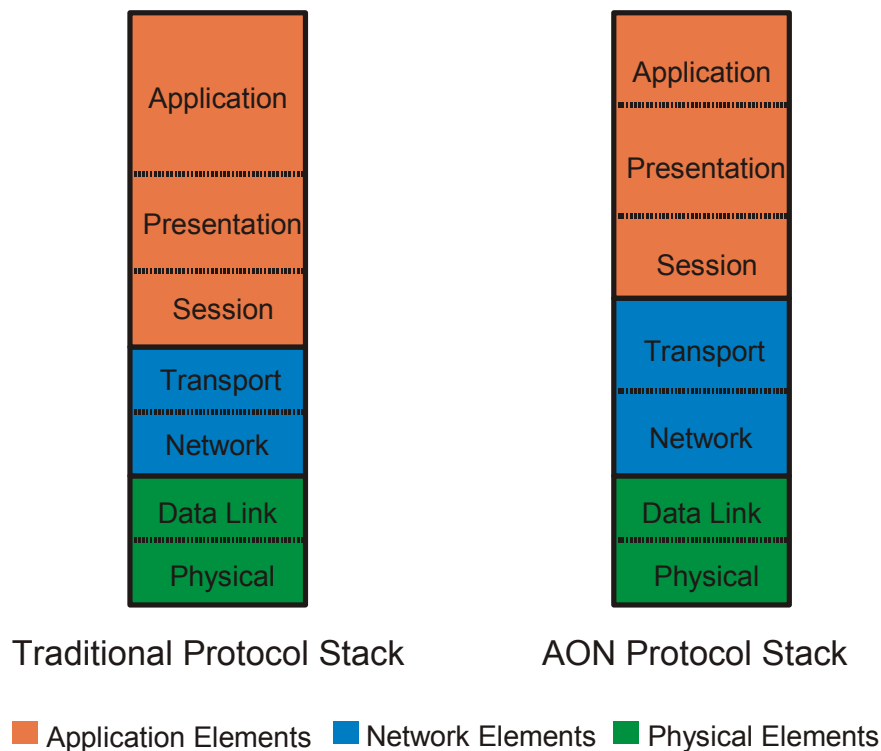 Application
Presentation
Session
Transport
Network
Data Link
Physical
Traditional Protocol Stack
Application
Presentation
Session
Transport
Network
Data Link
Physical
AON Protocol Stack
Application Elements
Network Elements
Physical Elements